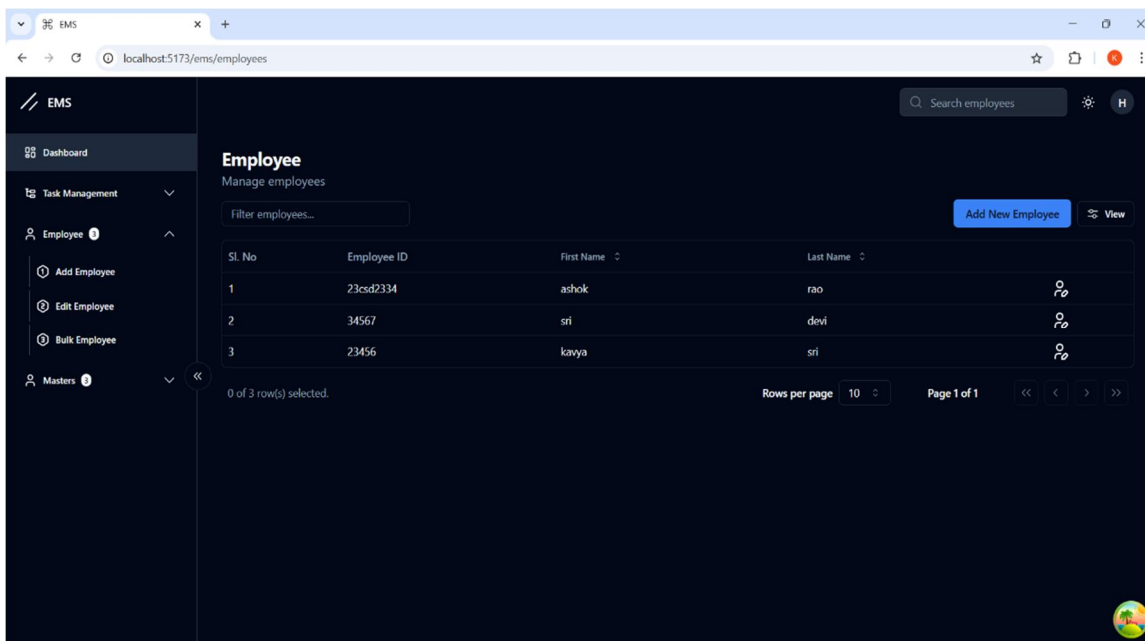 EMS
localhost:5173/ems/employees
K
EMS
Search employees
H
Dashboard
Task Management
Employee 3
1 Add Employee
2 Edit Employee
3 Bulk Employee
Masters 3
Employee
Manage employees
Filter employees...
Add New Employee
View
Sl. No Employee ID First Name Last Name
1 23csd2334 ashok rao
2 34567 sri devi
3 23456 kavya sri
0 of 3 row(s) selected.
Rows per page 10 Page 1 of 1